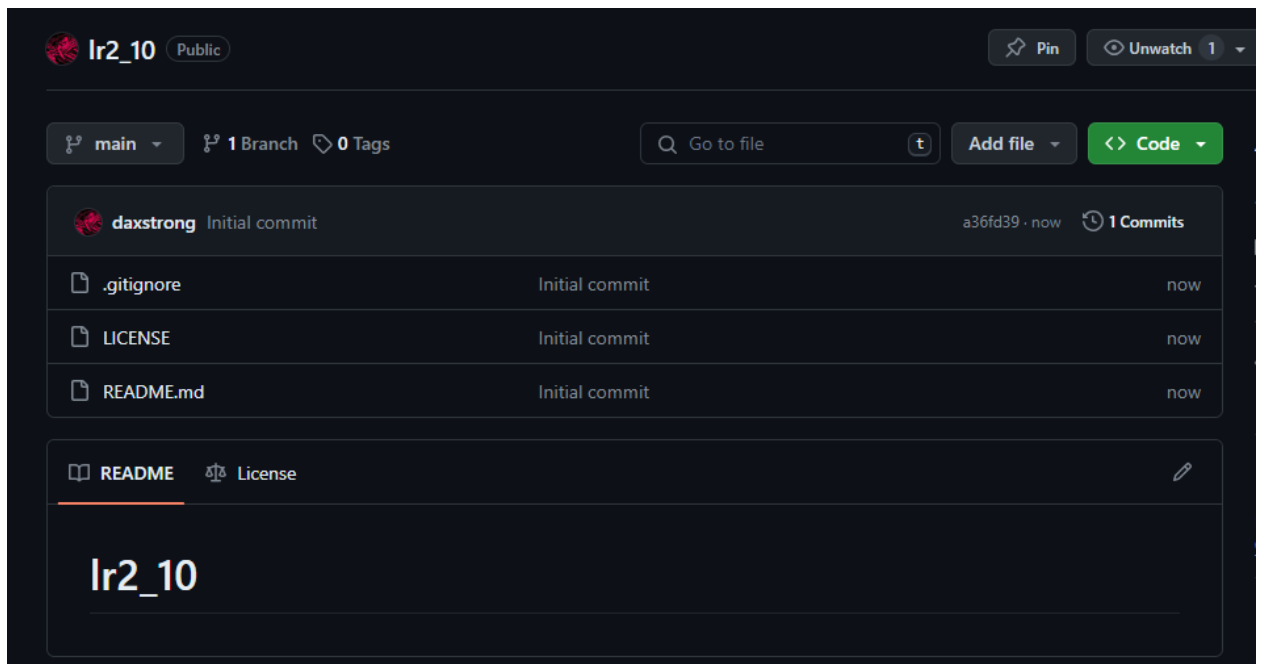 lr2_10 Public Pin Unwatch 1
main 1 Branch 0 Tags Go to file t Add file Code
daxstrong Initial commit a36fd39 · now 1 Commits
.gitignore Initial commit now
LICENSE Initial commit now
README.md Initial commit now
README License
lr2_10